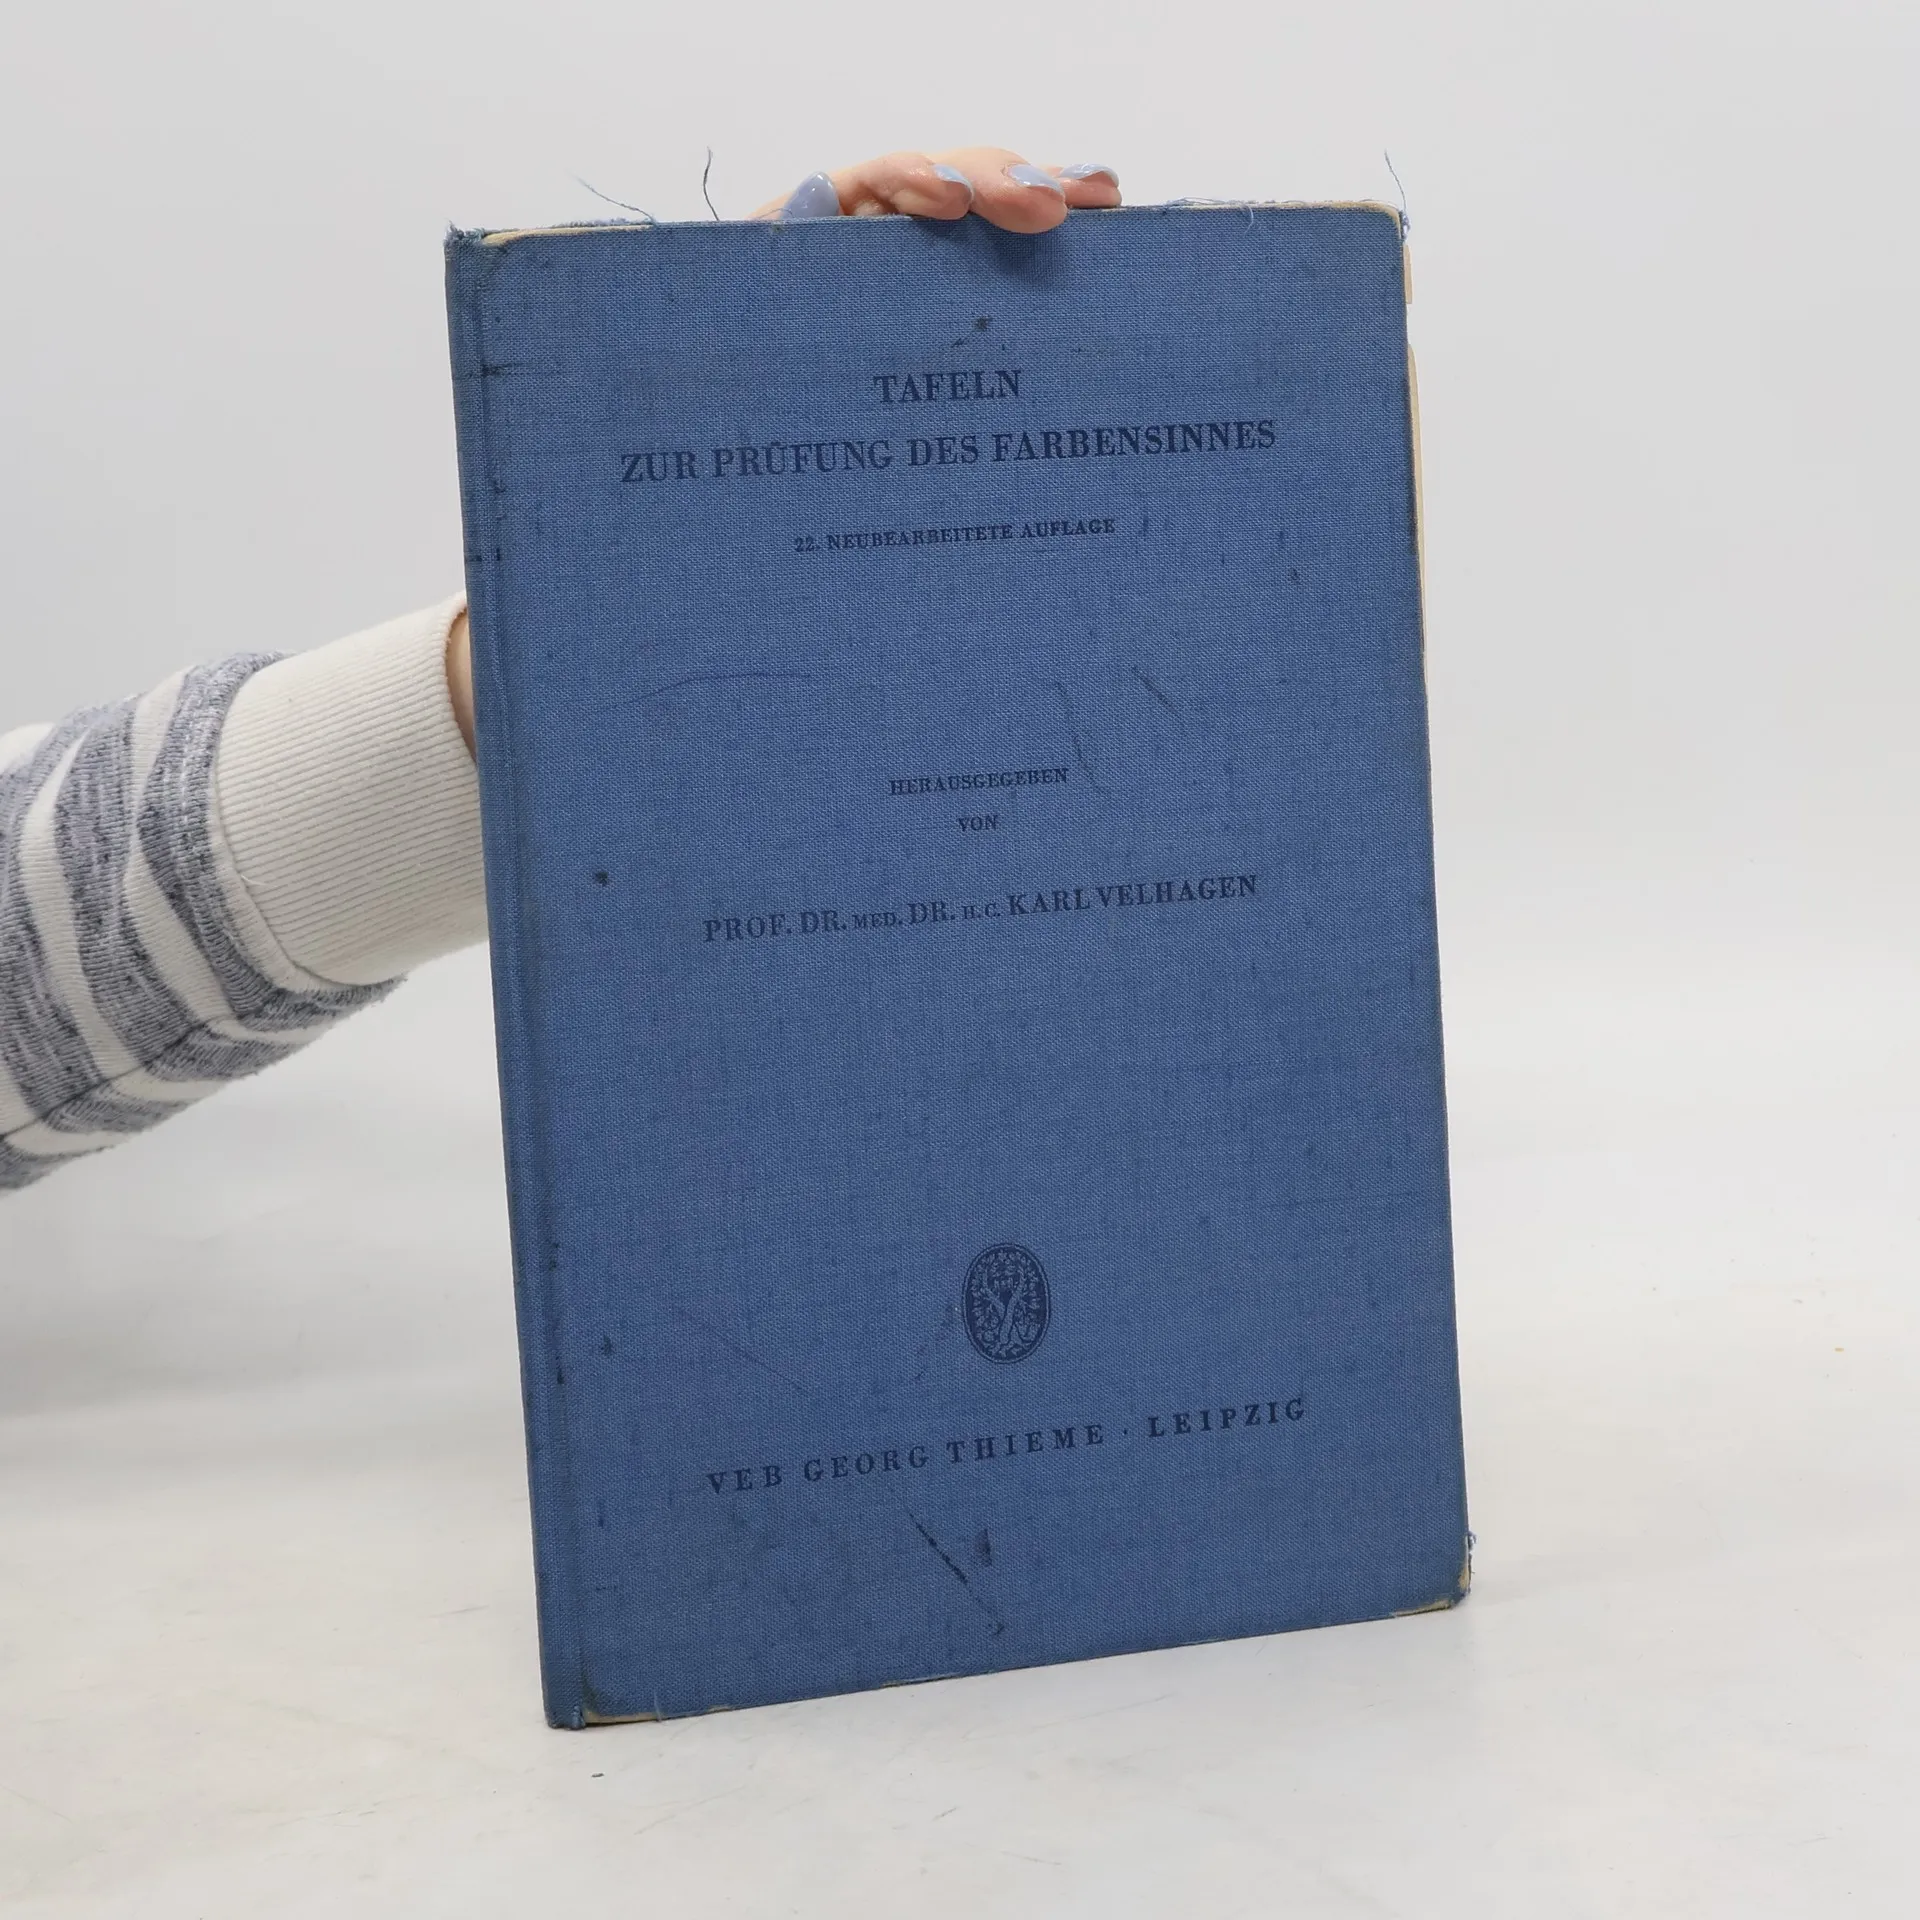 TAFELN
ZUR PRÜFUNG DES FARBENSINNES
22. NEUBEARBEITETE AUFLAGE
HERAUSGEGEBEN
VON
PROF. DR. MED. DR. H. C. KARL VELHAGEN
VEB GEORG THIEME · LEIPZIG